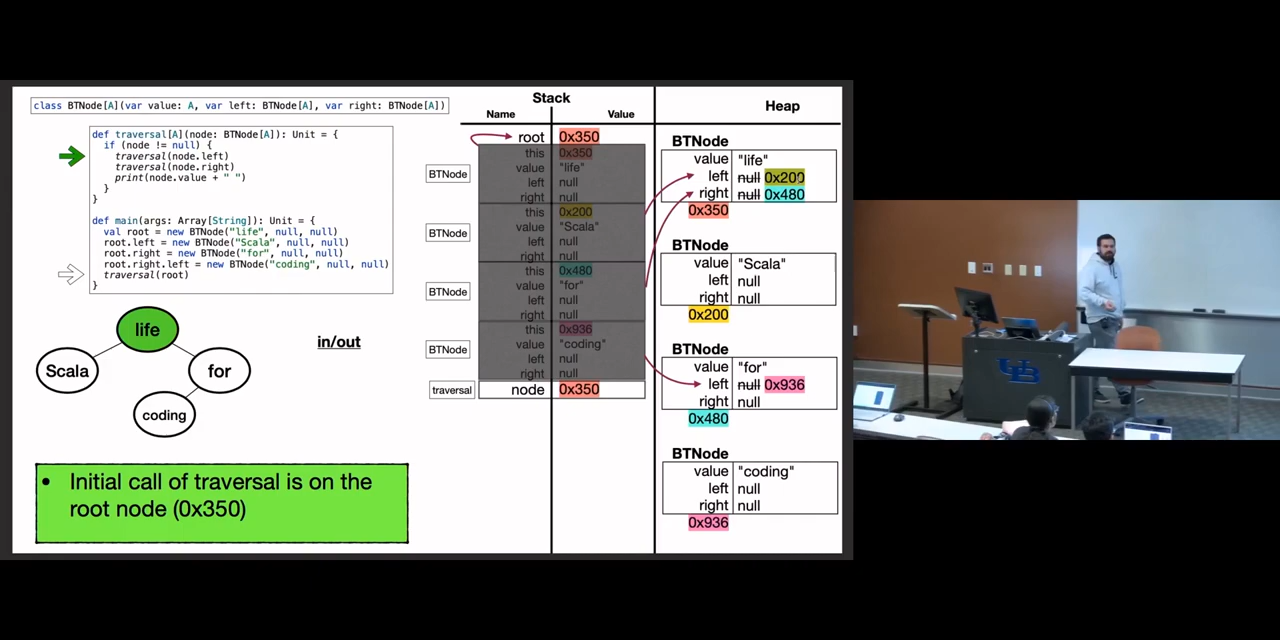 class BTNode[A](var value: A, var left: BTNode[A], var right: BTNode[A])
def traversal[A](node: BTNode[A]): Unit = {
if (node != null) {
traversal(node.left)
traversal(node.right)
print(node.value + " ")
}
}
def main(args: Array[String]): Unit = {
val root = new BTNode("life", null, null)
root.left = new BTNode("Scala", null, null)
root.right = new BTNode("for", null, null)
root.right.left = new BTNode("coding", null, null)
traversal(root)
}
life
Scala
for
coding
in/out
• Initial call of traversal is on the
root node (0x350)
Stack
Name Value
root 0x350
BTNode
this 0x350
value "life"
left null
right null
BTNode
this 0x200
value "Scala"
left null
right null
BTNode
this 0x480
value "for"
left null
right null
BTNode
this 0x936
value "coding"
left null
right null
traversal node 0x350
Heap
BTNode
value "life"
left null 0x200
right null 0x480
0x350
BTNode
value "Scala"
left null
right null
0x200
BTNode
value "for"
left null 0x936
right null
0x480
BTNode
value "coding"
left null
right null
0x936
UB